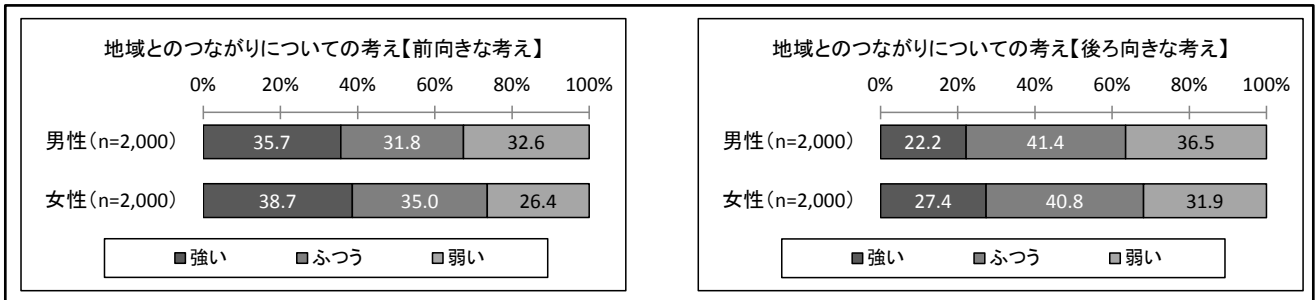 地域とのつながりについての考え【前向きな考え】
0% 20% 40% 60% 80% 100%
男性(n=2,000) 35.7 31.8 32.6
女性(n=2,000) 38.7 35.0 26.4
■強い ■ふつう ■弱い
地域とのつながりについての考え【後ろ向きな考え】
0% 20% 40% 60% 80% 100%
男性(n=2,000) 22.2 41.4 36.5
女性(n=2,000) 27.4 40.8 31.9
■強い ■ふつう ■弱い